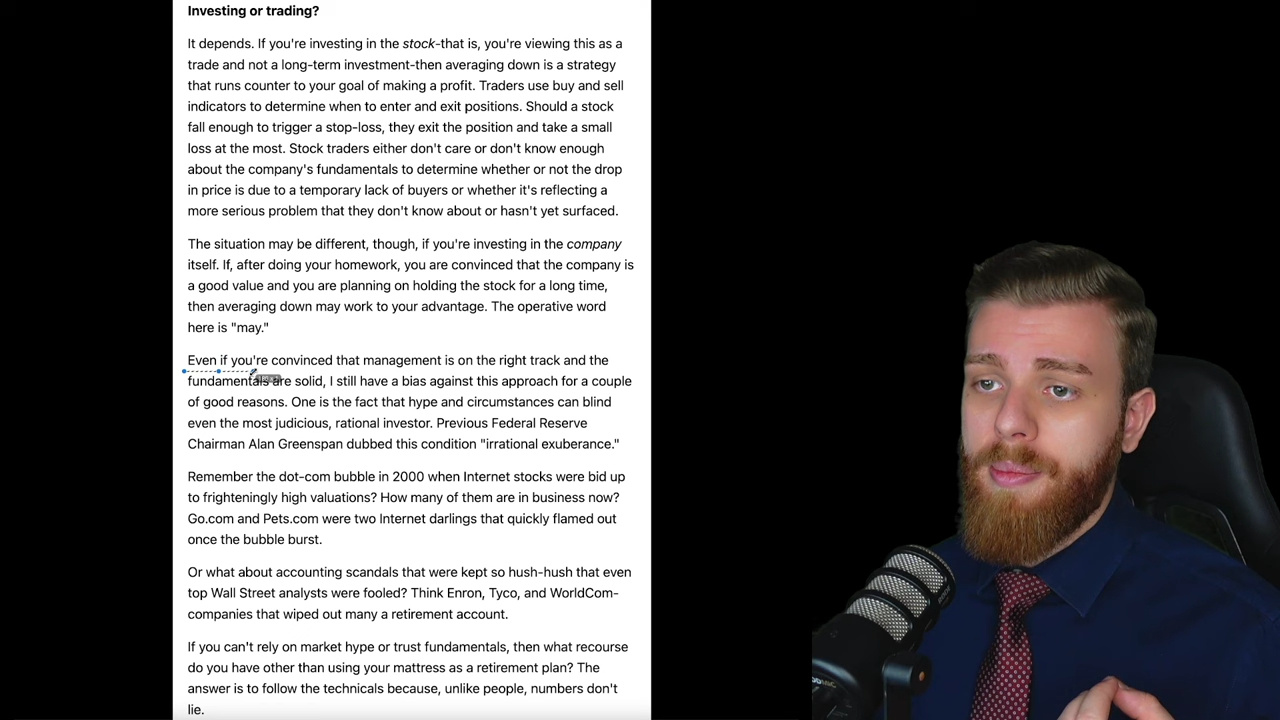 Investing or trading?
It depends. If you're investing in the stock-that is, you're viewing this as a
trade and not a long-term investment-then averaging down is a strategy
that runs counter to your goal of making a profit. Traders use buy and sell
indicators to determine when to enter and exit positions. Should a stock
fall enough to trigger a stop-loss, they exit the position and take a small
loss at the most. Stock traders either don't care or don't know enough
about the company's fundamentals to determine whether or not the drop
in price is due to a temporary lack of buyers or whether it's reflecting a
more serious problem that they don't know about or hasn't yet surfaced.
The situation may be different, though, if you're investing in the company
itself. If, after doing your homework, you are convinced that the company is
a good value and you are planning on holding the stock for a long time,
then averaging down may work to your advantage. The operative word
here is "may."
Even if you're convinced that management is on the right track and the
fundamentals are solid, I still have a bias against this approach for a couple
of good reasons. One is the fact that hype and circumstances can blind
even the most judicious, rational investor. Previous Federal Reserve
Chairman Alan Greenspan dubbed this condition "irrational exuberance."
Remember the dot-com bubble in 2000 when Internet stocks were bid up
to frighteningly high valuations? How many of them are in business now?
Go.com and Pets.com were two Internet darlings that quickly flamed out
once the bubble burst.
Or what about accounting scandals that were kept so hush-hush that even
top Wall Street analysts were fooled? Think Enron, Tyco, and WorldCom-
companies that wiped out many a retirement account.
If you can't rely on market hype or trust fundamentals, then what recourse
do you have other than using your mattress as a retirement plan? The
answer is to follow the technicals because, unlike people, numbers don't
lie.